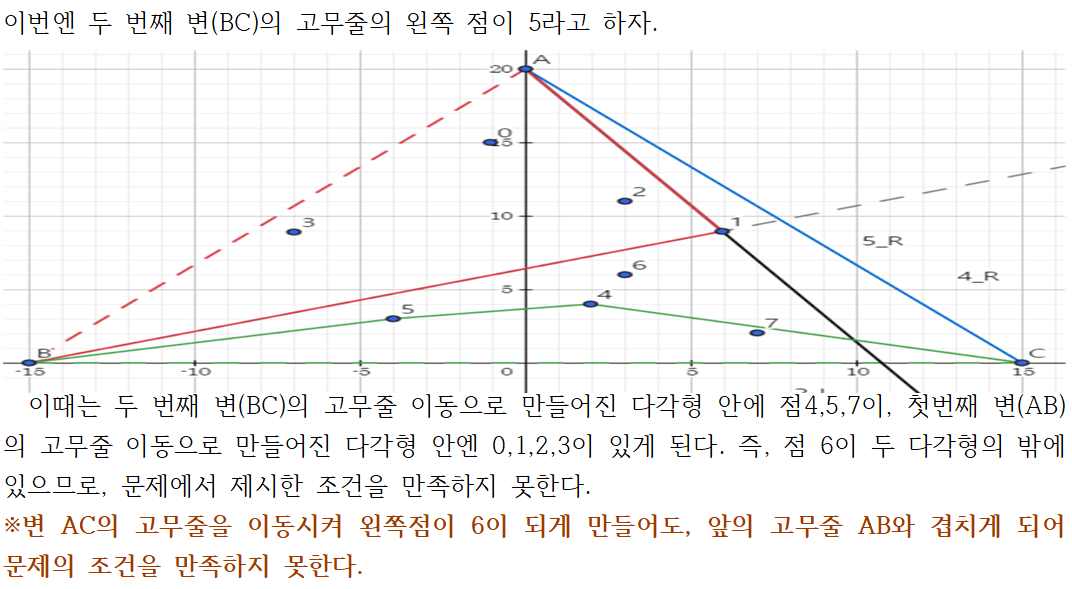 이번엔 두 번째 변(BC)의 고무줄의 왼쪽 점이 5라고 하자.
A
20
0
15
2
10
3
1
5_R
6
4_R
5
4
5
7
B
C
-15
-10
-5
0
5
10
15
이때는 두 번째 변(BC)의 고무줄 이동으로 만들어진 다각형 안에 점4,5,7이, 첫번째 변(AB)
의 고무줄 이동으로 만들어진 다각형 안엔 0,1,2,3이 있게 된다. 즉, 점 6이 두 다각형의 밖에
있으므로, 문제에서 제시한 조건을 만족하지 못한다.
※변 AC의 고무줄을 이동시켜 왼쪽점이 6이 되게 만들어도, 앞의 고무줄 AB와 겹치게 되어
문제의 조건을 만족하지 못한다.